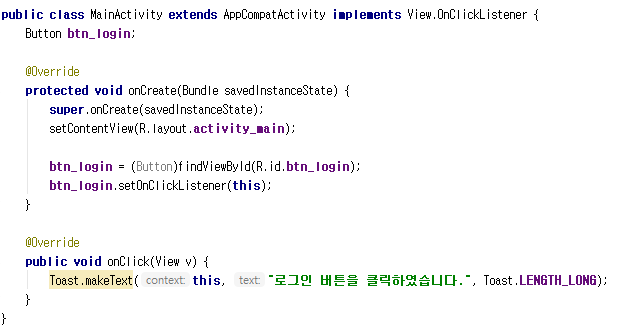 public class MainActivity extends AppCompatActivity implements View.OnClickListener {
Button btn_login;
@Override
protected void onCreate(Bundle savedInstanceState) {
super.onCreate(savedInstanceState);
setContentView(R.layout.activity_main);
btn_login = (Button)findViewById(R.id.btn_login);
btn_login.setOnClickListener(this);
}
@Override
public void onClick(View v) {
Toast.makeText( context: this, text: "로그인 버튼을 클릭하였습니다.", Toast.LENGTH_LONG);
}
}